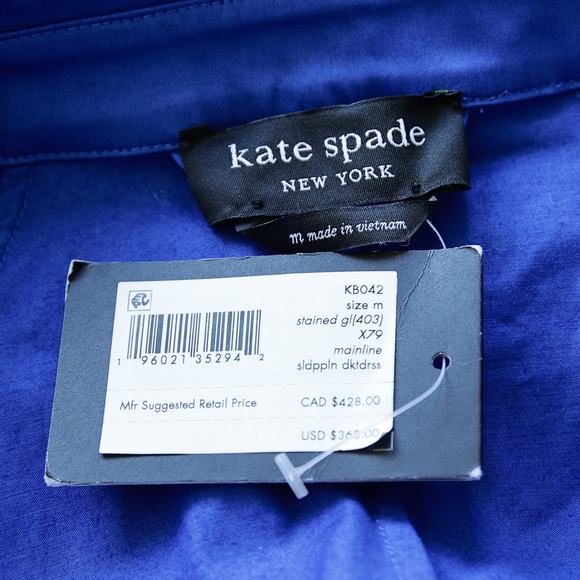 kate spade
NEW YORK
m made in vietnam
KB042
size m
stained gl(403)
X79
mainline
sldppln dktdrss
1 96021 35294 2
Mfr Suggested Retail Price CAD $428.00
USD $368.00